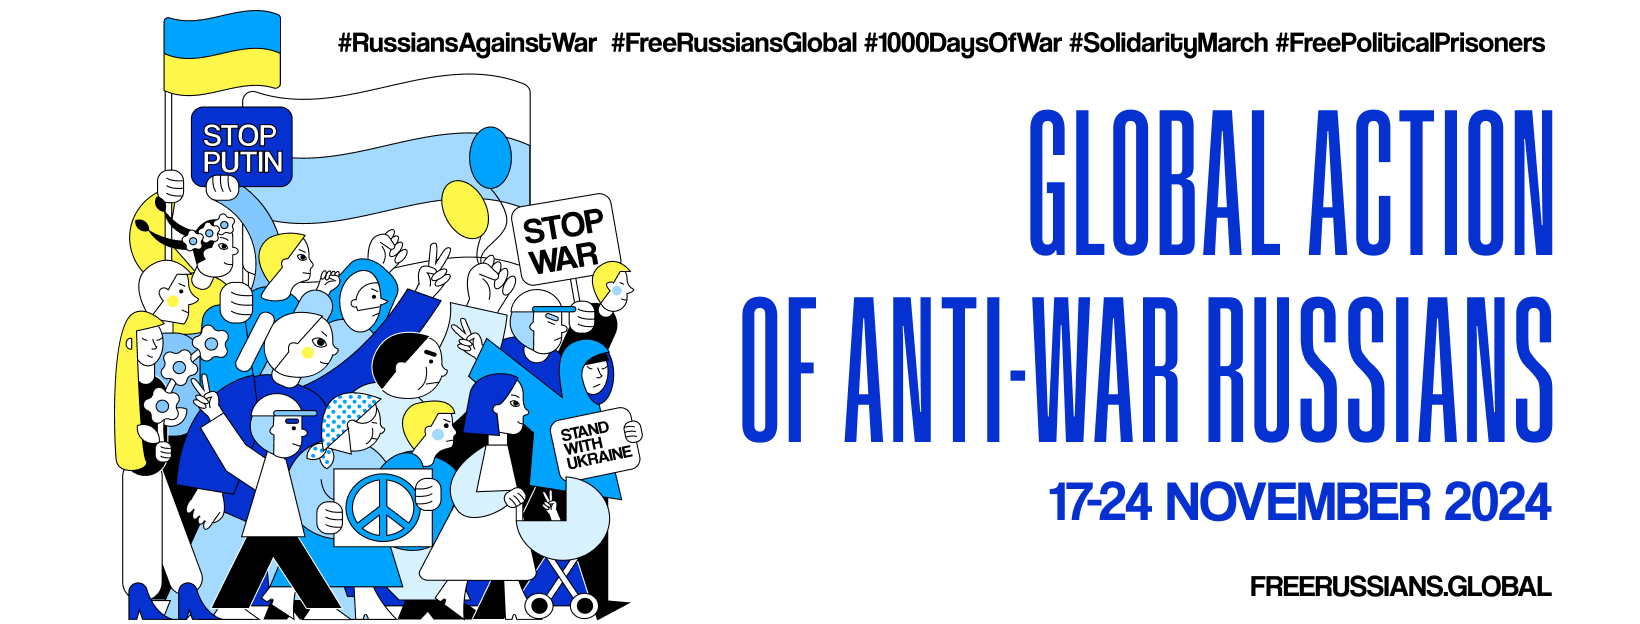 #RussiansAgainstWar #FreeRussiansGlobal #1000DaysOfWar #SolidarityMarch #FreePoliticalPrisoners
STOP
PUTIN
STOP
WAR
STAND
WITH
UKRAINE
GLOBAL ACTION
OF ANTI-WAR RUSSIANS
17-24 NOVEMBER 2024
FREERUSSIANS.GLOBAL